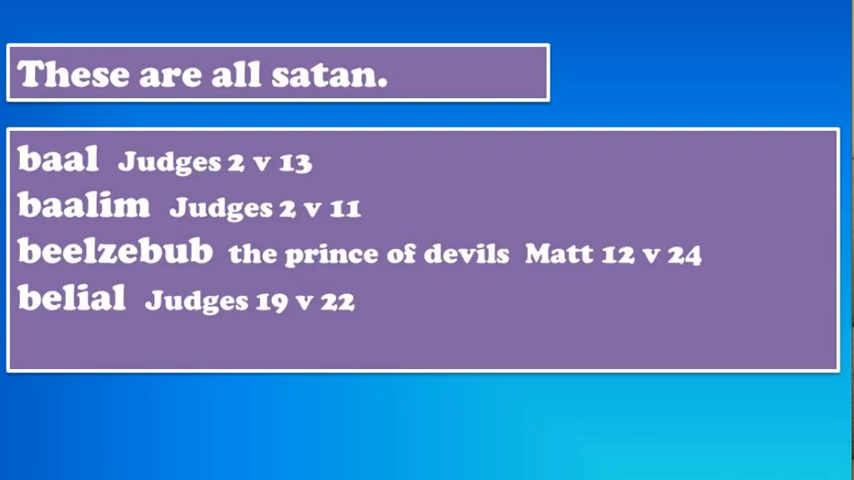 These are all satan.
baal Judges 2 v 13
baalim Judges 2 v 11
beelzebub the prince of devils Matt 12 v 24
belial Judges 19 v 22